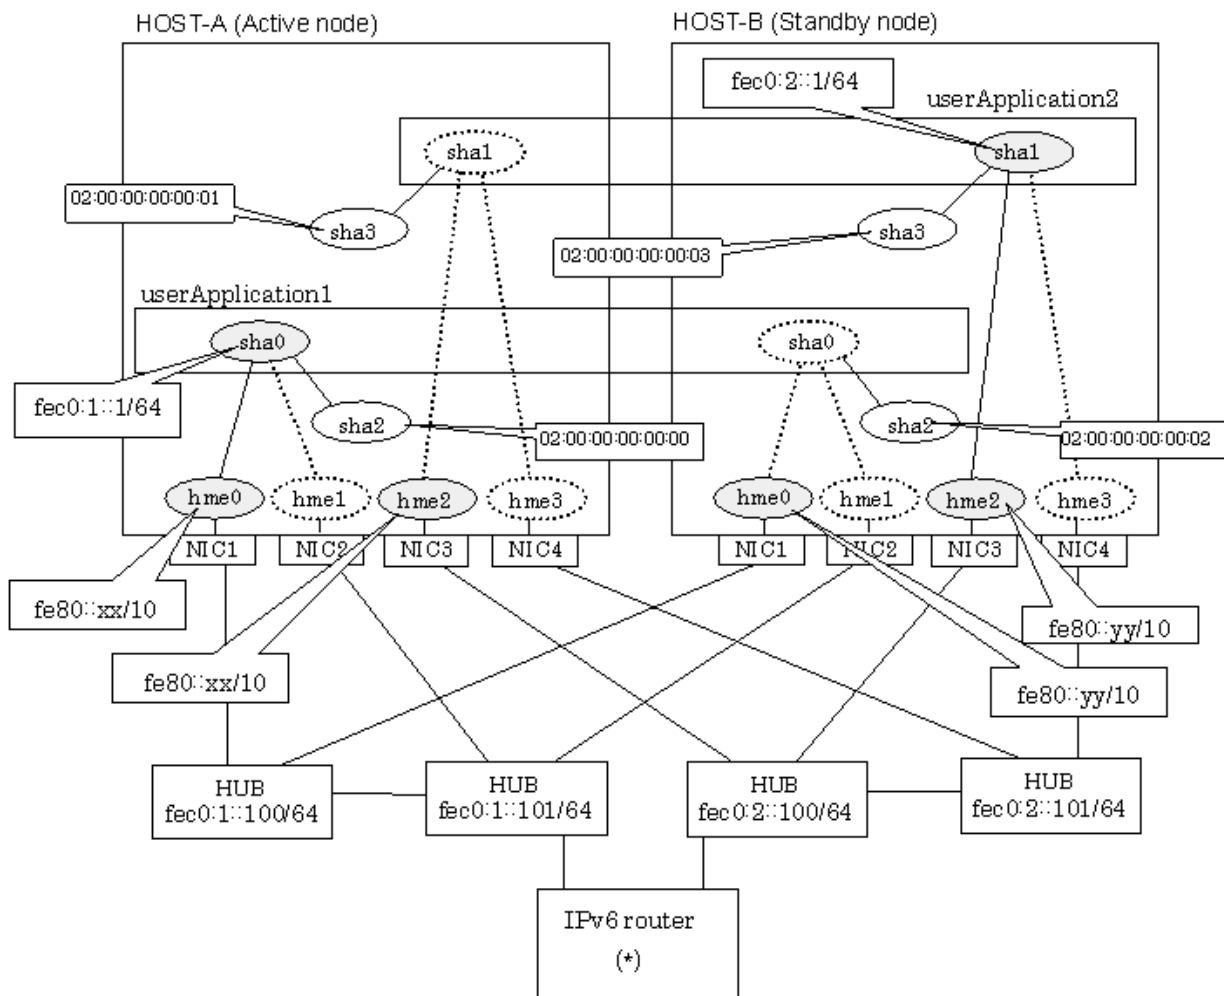 HOST-A (Active node)
HOST-B (Standby node)
fec0:2::1/64
userApplication2
sha1
sha1
02:00:00:00:00:01
sha3
sha3
02:00:00:00:00:03
userApplication1
sha0
sha0
fec0:1::1/64
sha2
02:00:00:00:00:00
sha2
02:00:00:00:00:02
hme0
hme1
hme2
hme3
hme0
hme1
hme2
hme3
NIC1
NIC2
NIC3
NIC4
NIC1
NIC2
NIC3
NIC4
fe80::xx/10
fe80::yy/10
fe80::xx/10
fe80::yy/10
HUB
fec0:1::100/64
HUB
fec0:1::101/64
HUB
fec0:2::100/64
HUB
fec0:2::101/64
IPv6 router
(*)